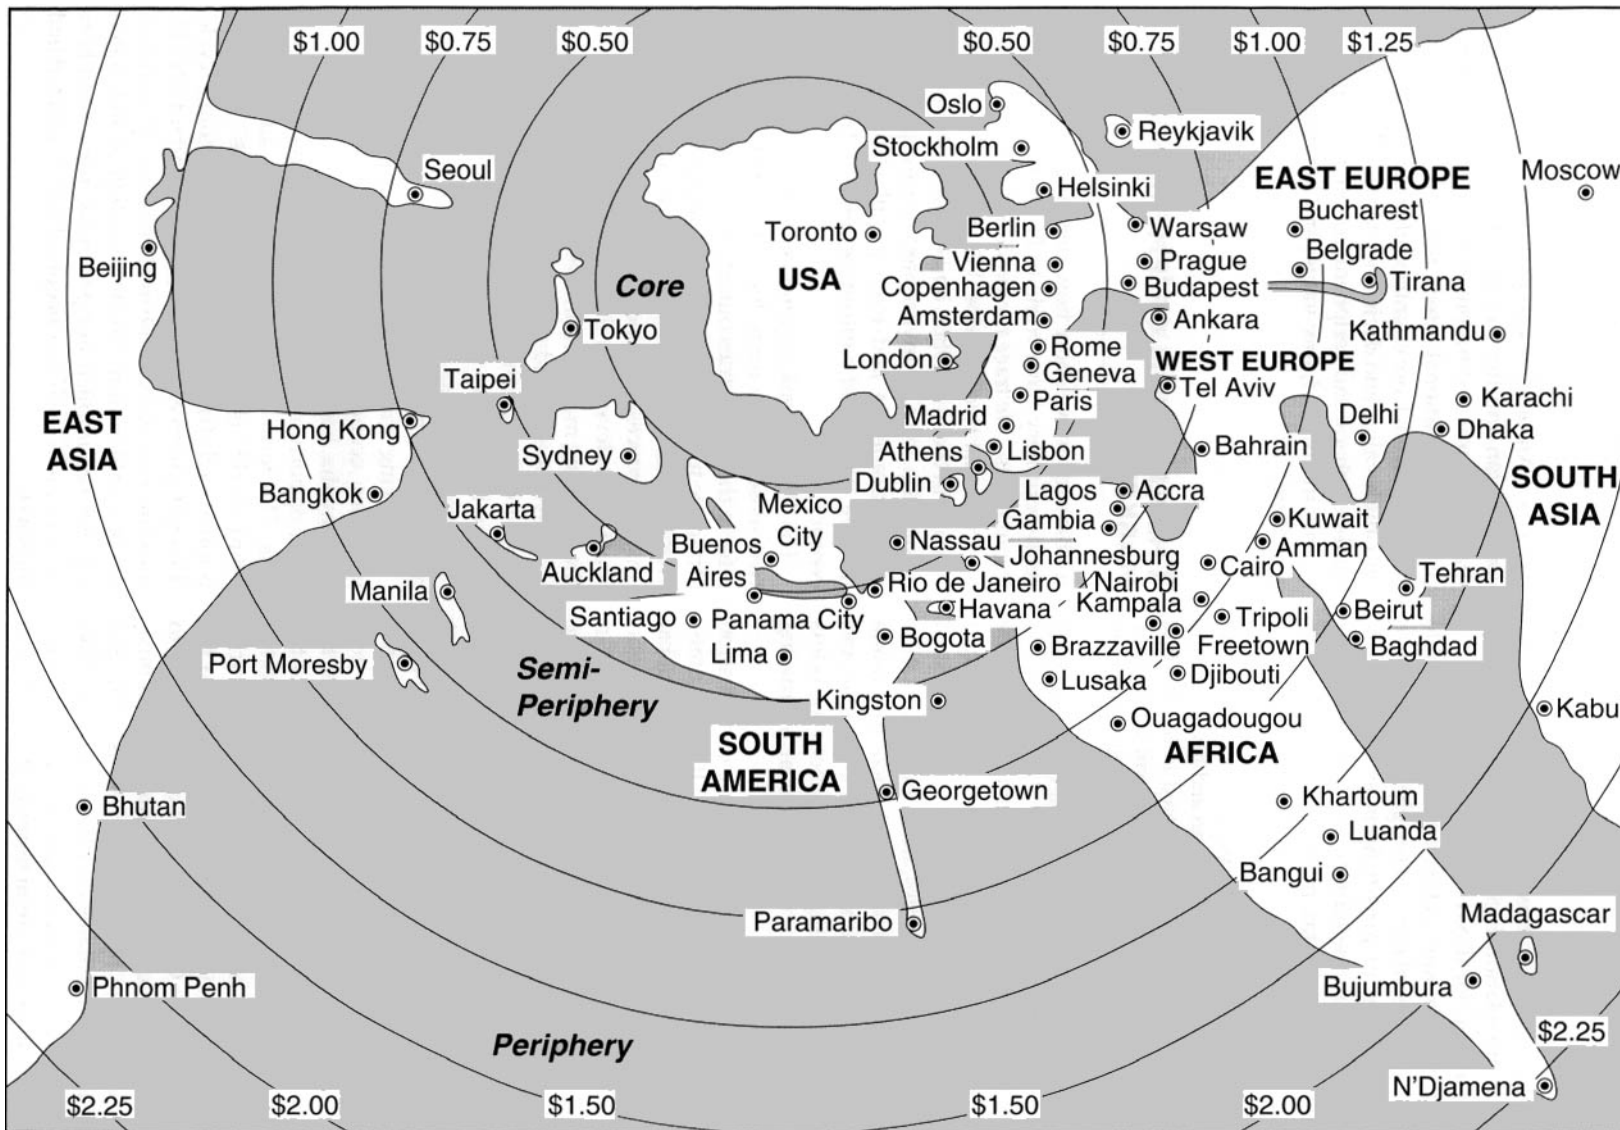 $1.00
$0.75
$0.50
$0.50
$0.75
$1.00
$1.25
Oslo
Reykjavik
Stockholm
Seoul
Helsinki
EAST EUROPE
Moscow
Toronto
Berlin
Warsaw
Bucharest
Beijing
Vienna
Prague
Belgrade
Core
USA
Copenhagen
Budapest
Tirana
Tokyo
Amsterdam
Ankara
Kathmandu
London
Rome
Geneva
WEST EUROPE
Taipei
Paris
Tel Aviv
Karachi
EAST
ASIA
Hong Kong
Madrid
Delhi
Dhaka
Sydney
Athens
Lisbon
Bahrain
Dublin
SOUTH
ASIA
Bangkok
Mexico
City
Lagos
Accra
Jakarta
Gambia
Kuwait
Buenos
Aires
Nassau
Johannesburg
Amman
Auckland
Cairo
Manila
Rio de Janeiro
Nairobi
Tehran
Santiago
Panama City
Havana
Kampala
Tripoli
Beirut
Lima
Bogota
Brazzaville
Freetown
Baghdad
Port Moresby
Semi-
Periphery
Lusaka
Djibouti
Kingston
Kabu
SOUTH
AMERICA
Ouagadougou
AFRICA
Bhutan
Georgetown
Khartoum
Luanda
Bangui
Paramaribo
Madagascar
Phnom Penh
Bujumbura
Periphery
$2.25
N'Djamena
$2.25
$2.00
$1.50
$1.50
$2.00